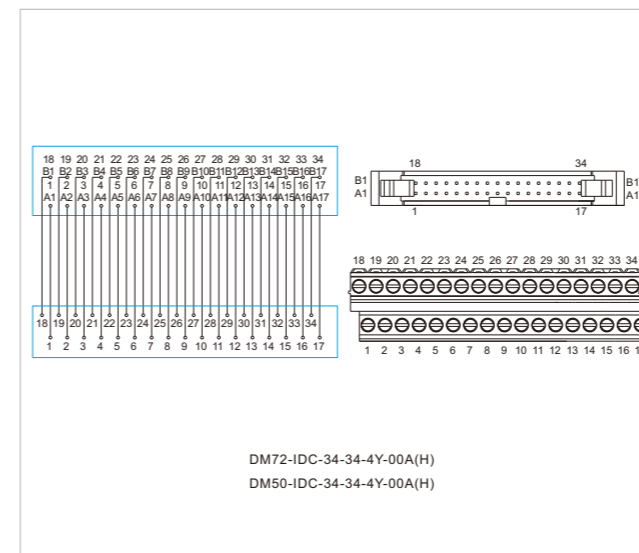 18 19 20 21 22 23 24 25 26 27 28 29 30 31 32 33 34
B1 B2 B3 B4 B5 B6 B7 B8 B9 B10 B11 B12 B13 B14 B15 B16 B17
1 2 3 4 5 6 7 8 9 10 11 12 13 14 15 16 17
A1 A2 A3 A4 A5 A6 A7 A8 A9 A10 A11 A12 A13 A14 A15 A16 A17
18 19 20 21 22 23 24 25 26 27 28 29 30 31 32 33 34
1 2 3 4 5 6 7 8 9 10 11 12 13 14 15 16 17
18 34
B1 B1
A1 A1
1 17
18 19 20 21 22 23 24 25 26 27 28 29 30 31 32 33 34
1 2 3 4 5 6 7 8 9 10 11 12 13 14 15 16
DM72-IDC-34-34-4Y-00A(H)
DM50-IDC-34-34-4Y-00A(H)